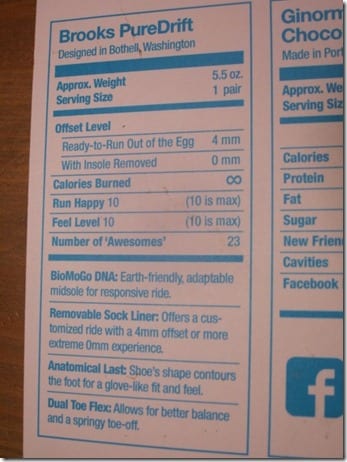 Brooks PureDrift
Designed in Bothell, Washington
Approx. Weight 5.5 oz.
Serving Size 1 pair
Offset Level
Ready-to-Run Out of the Egg 4 mm
With Insole Removed 0 mm
Calories Burned ∞
Run Happy 10 (10 is max)
Feel Level 10 (10 is max)
Number of 'Awesomes' 23
BioMoGo DNA: Earth-friendly, adaptable
midsole for responsive ride.
Removable Sock Liner: Offers a cus-
tomized ride with a 4mm offset or more
extreme 0mm experience.
Anatomical Last: Shoe's shape contours
the foot for a glove-like fit and feel.
Dual Toe Flex: Allows for better balance
and a springy toe-off.
Ginorm
Choco
Made in Port
Approx. We
Serving Siz
Calories
Protein
Fat
Sugar
New Frien
Cavities
Facebook
f